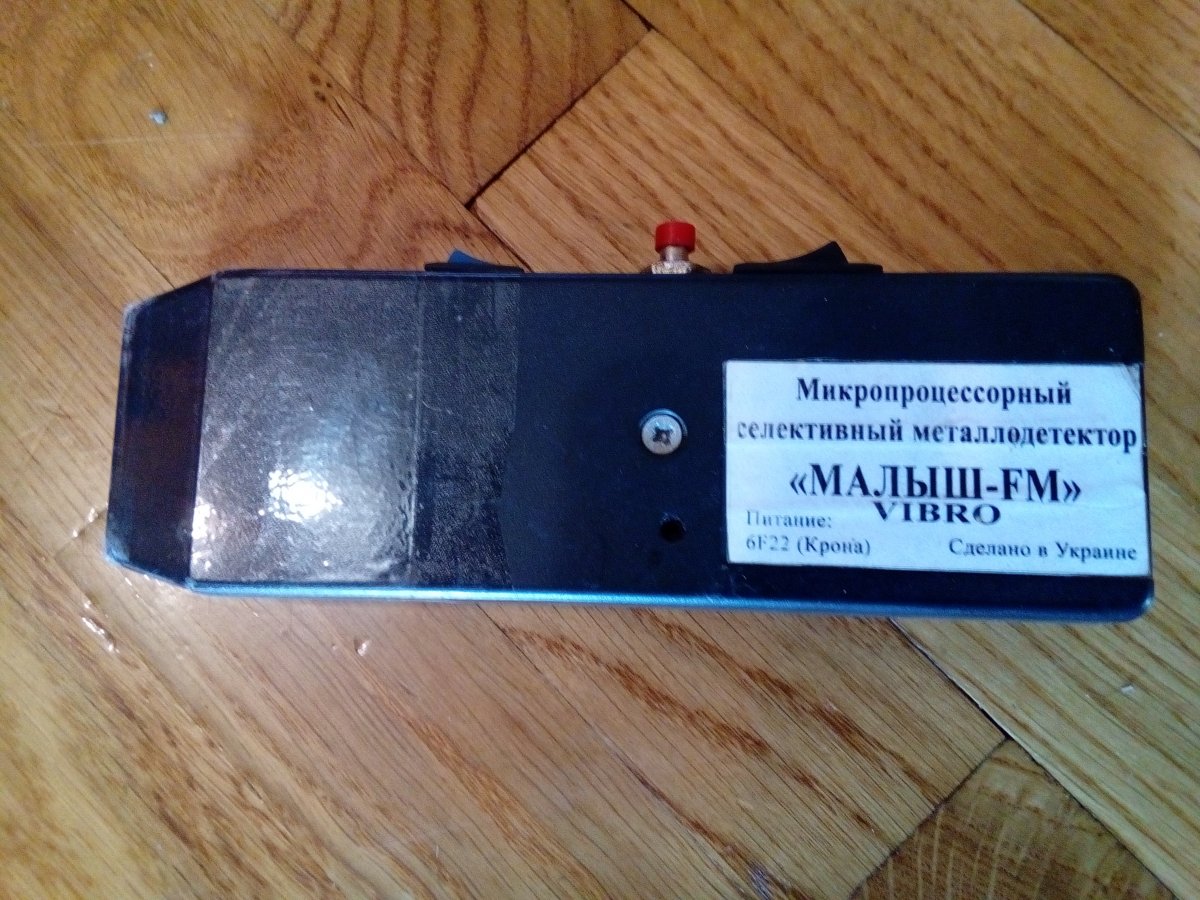 Микропроцессорный
селективный металлодетектор
«МАЛЫШ-FM»
VIBRO
Питание:
6F22 (Крона)
Сделано в Украине